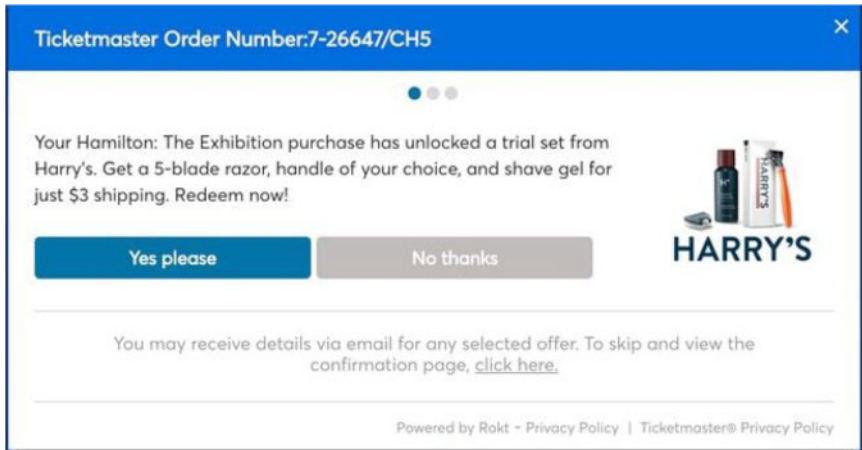 Ticketmaster Order Number:7-26647/CH5
×
Your Hamilton: The Exhibition purchase has unlocked a trial set from
Harry's. Get a 5-blade razor, handle of your choice, and shave gel for
just $3 shipping. Redeem now!
HARRY'S
HARRY'S
Yes please
No thanks
You may receive details via email for any selected offer. To skip and view the
confirmation page, click here.
Powered by Rokt - Privacy Policy | Ticketmaster® Privacy Policy